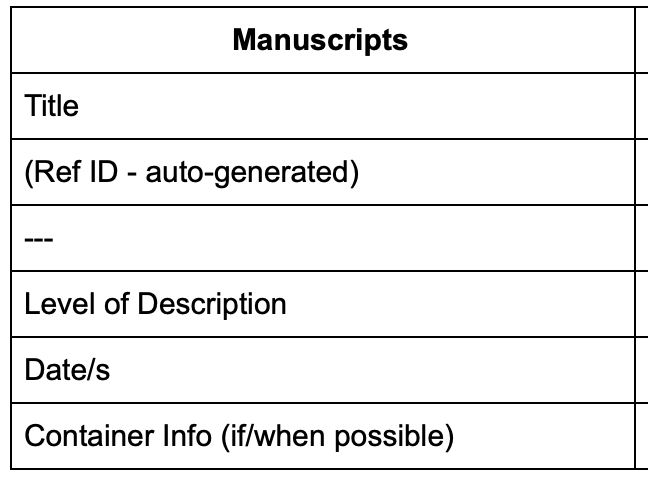 Manuscripts
Title
(Ref ID - auto-generated)
---
Level of Description
Date/s
Container Info (if/when possible)